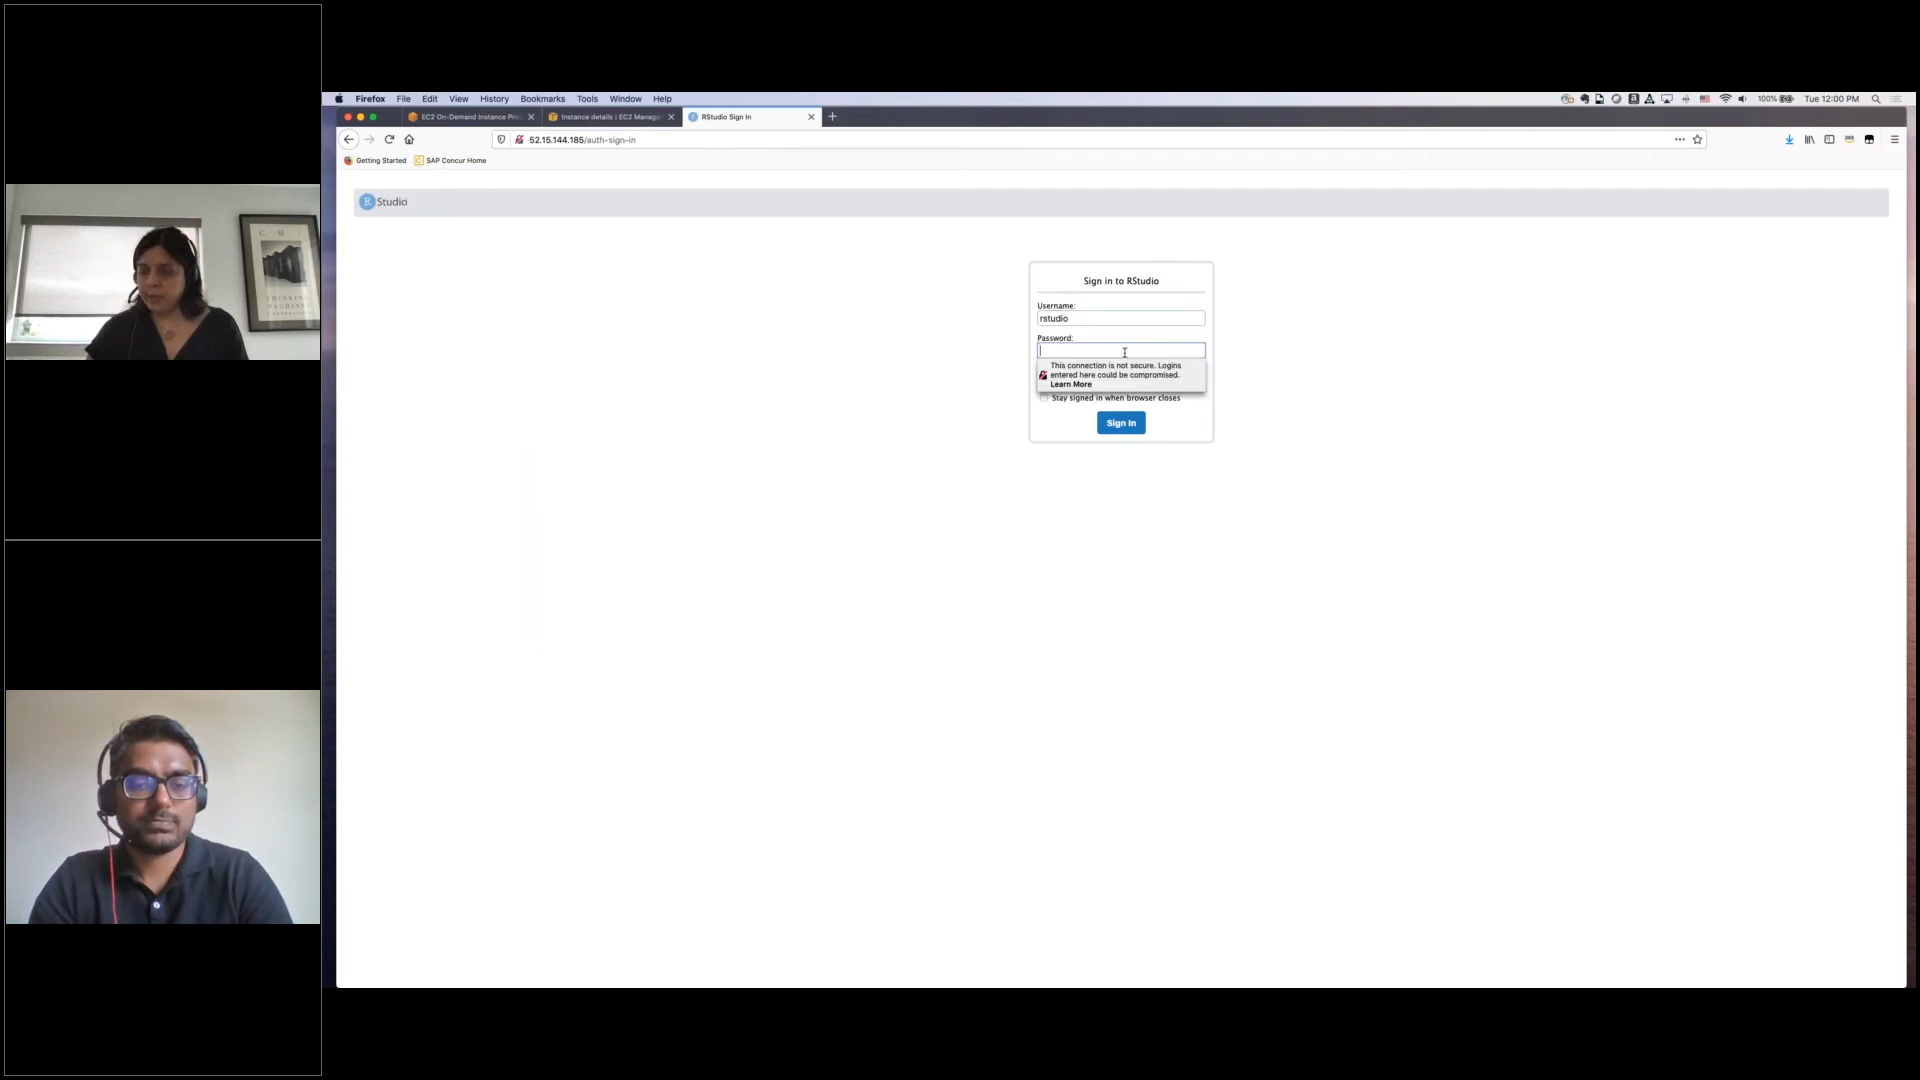 Firefox File Edit View History Bookmarks Tools Window Help
100% Tue 12:00 PM
EC2 On-Demand Instance Pric
Instance details | EC2 Manage
RStudio Sign In
52.15.144.185/auth-sign-in
Getting Started SAP Concur Home
R Studio
Sign in to RStudio
Username:
rstudio
Password:
This connection is not secure. Logins
entered here could be compromised.
Learn More
Stay signed in when browser closes
Sign In
C M
THINKING
MACHINES